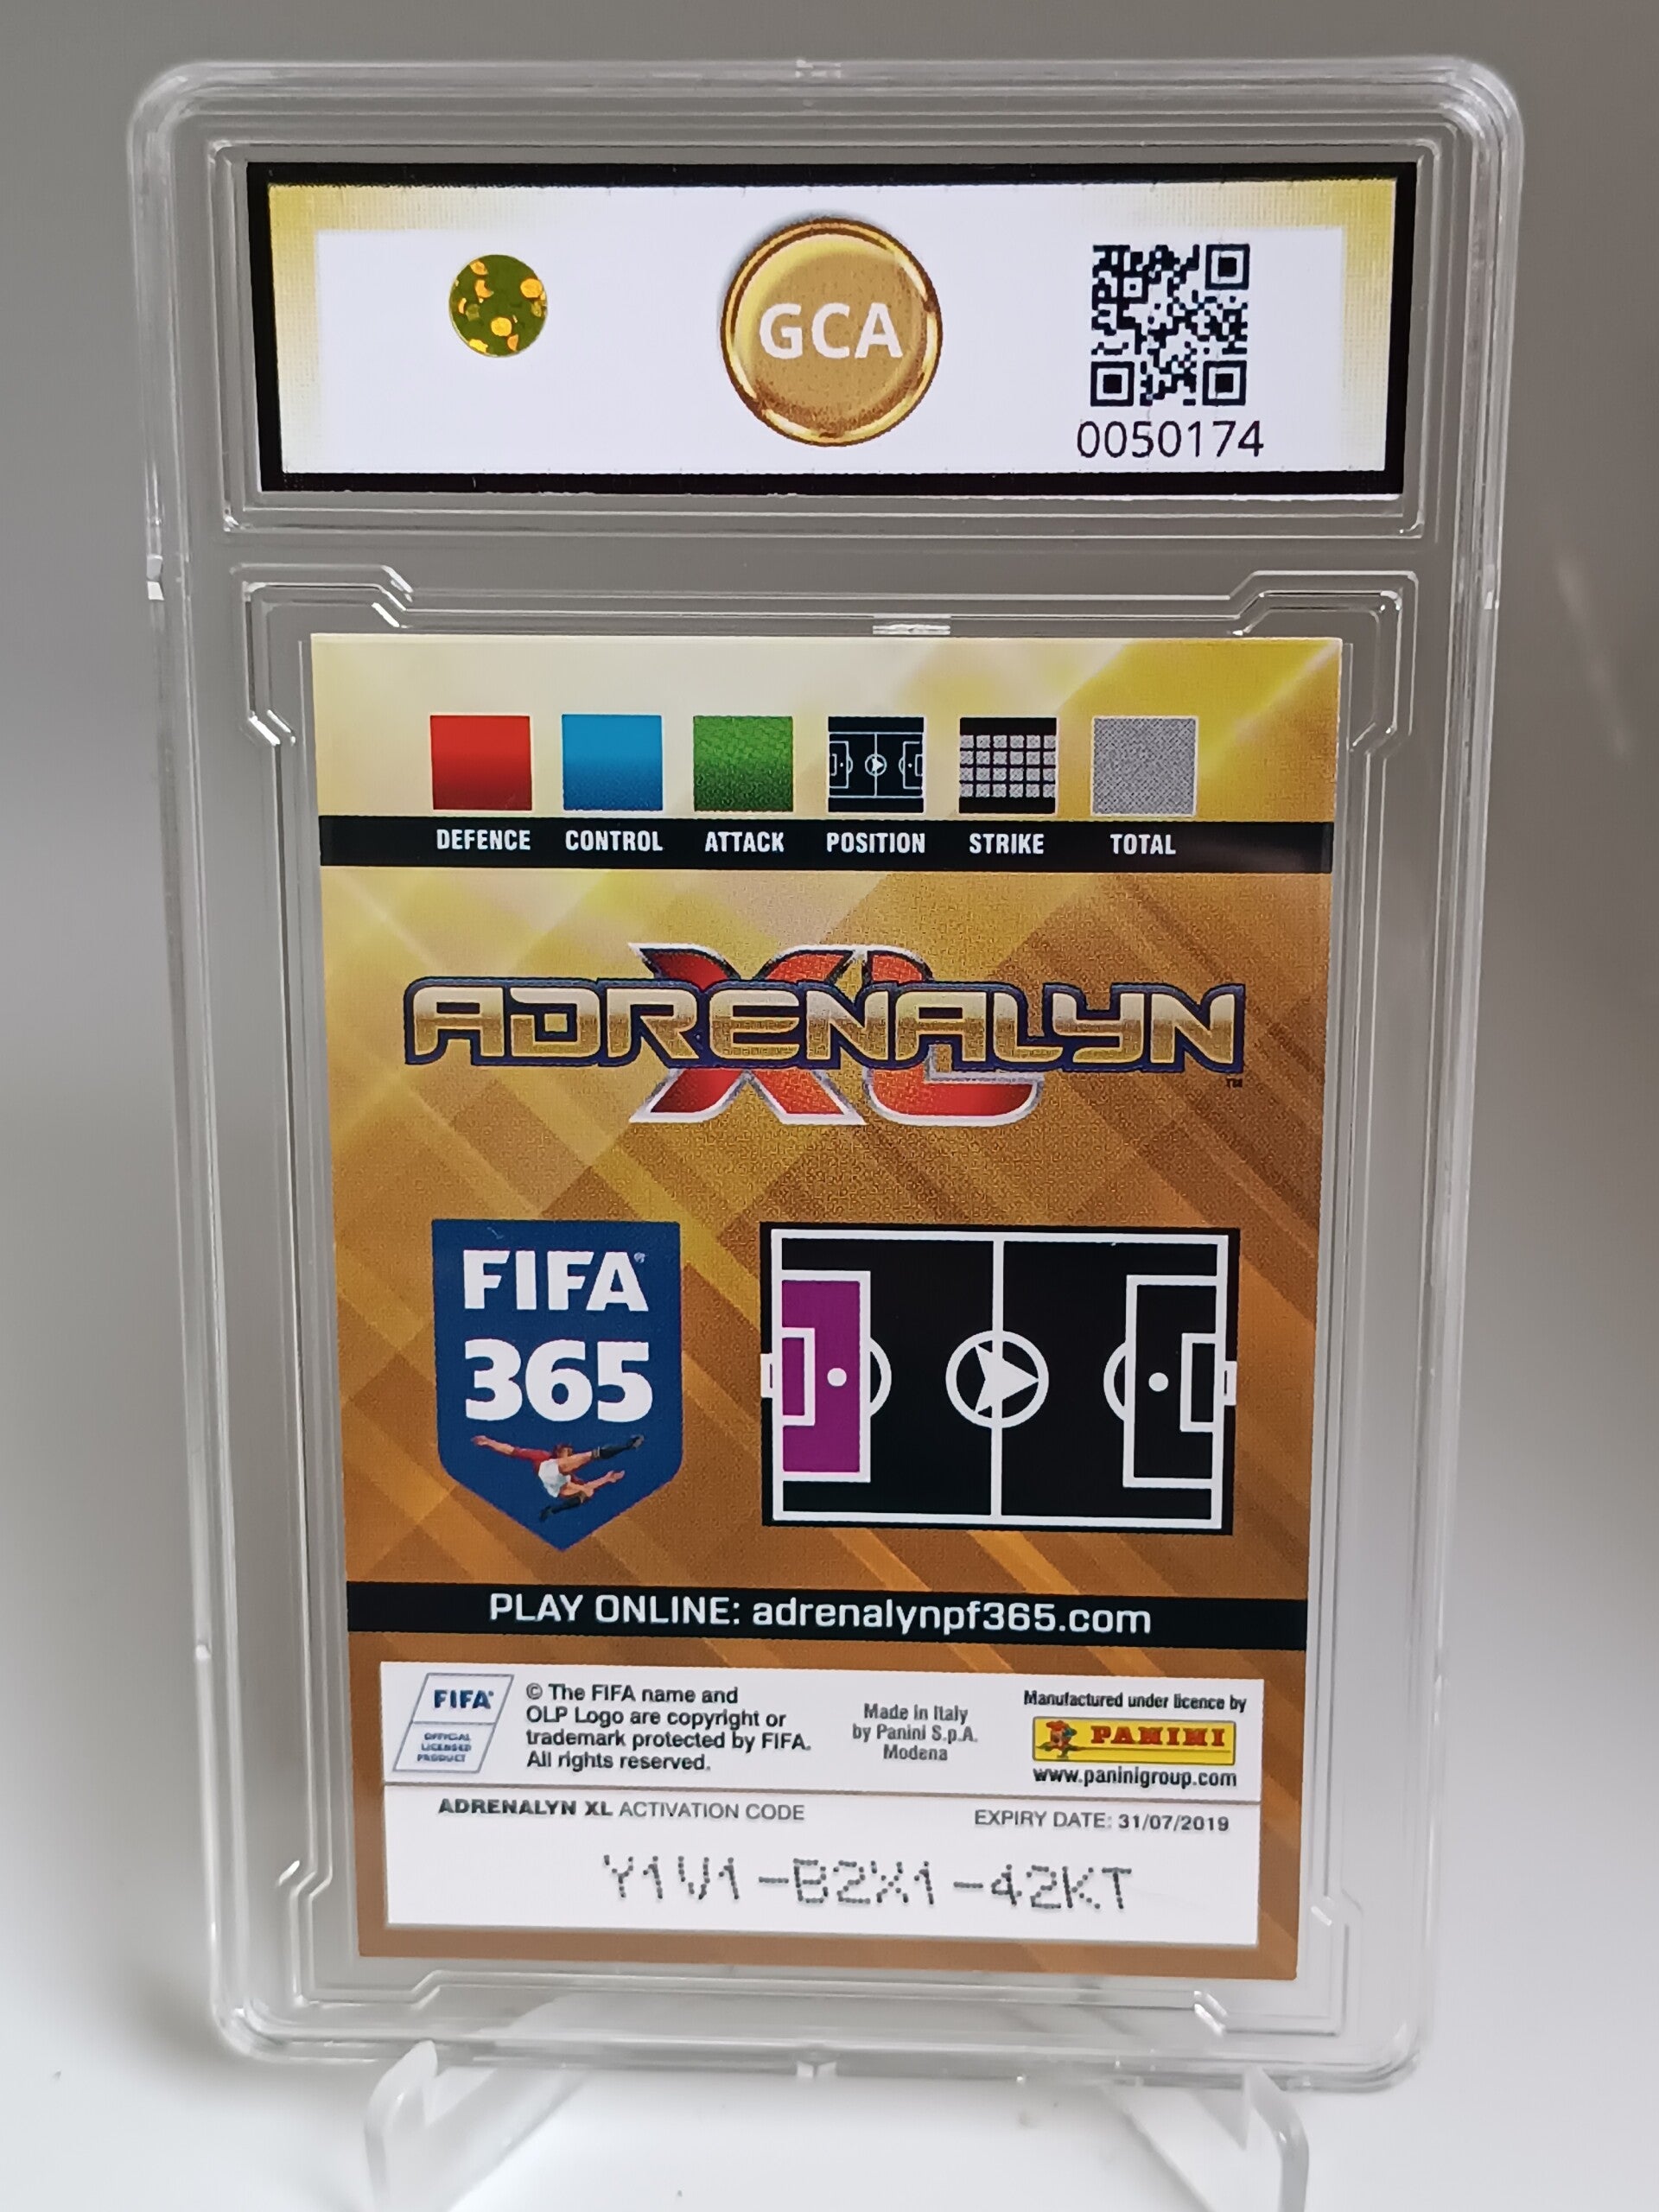 GCA
0050174
DEFENCE CONTROL ATTACK POSITION STRIKE TOTAL
ADRENALYN XL ™
FIFA®
365
PLAY ONLINE: adrenalynpf365.com
FIFA®
OFFICIAL
LICENSED
PRODUCT
© The FIFA name and
OLP Logo are copyright or
trademark protected by FIFA.
All rights reserved.
Made in Italy
by Panini S.p.A.
Modena
Manufactured under licence by
PANINI
www.paninigroup.com
ADRENALYN XL ACTIVATION CODE
EXPIRY DATE: 31/07/2019
Y1V1-B2X1-42KT